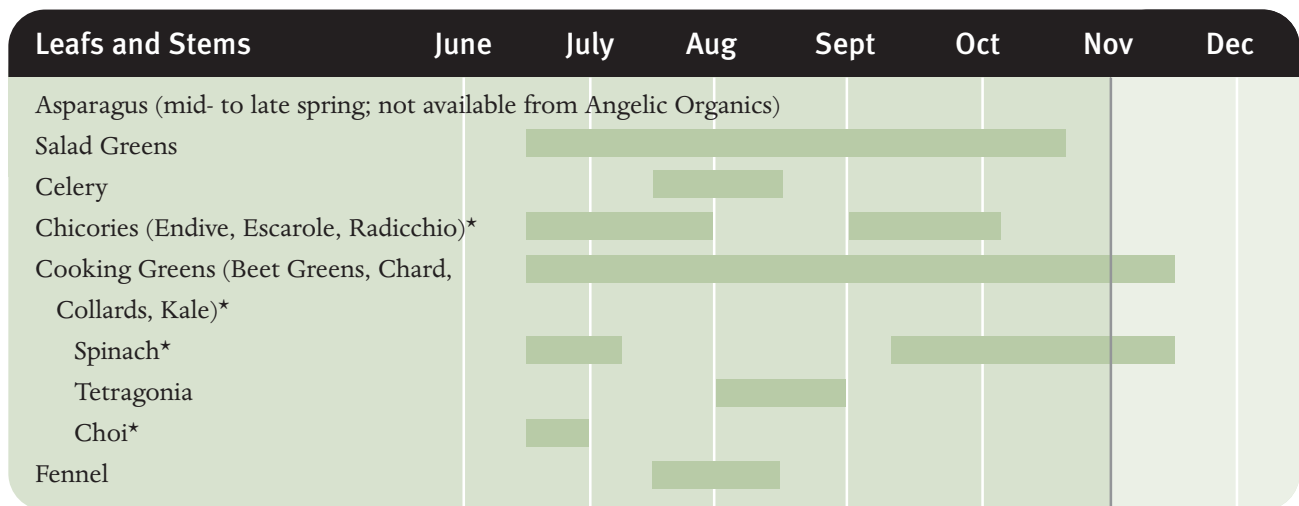 Leafs and Stems June July Aug Sept Oct Nov Dec
Asparagus (mid- to late spring; not available from Angelic Organics)
Salad Greens
Celery
Chicories (Endive, Escarole, Radicchio)★
Cooking Greens (Beet Greens, Chard,
Collards, Kale)★
Spinach★
Tetragonia
Choi★
Fennel